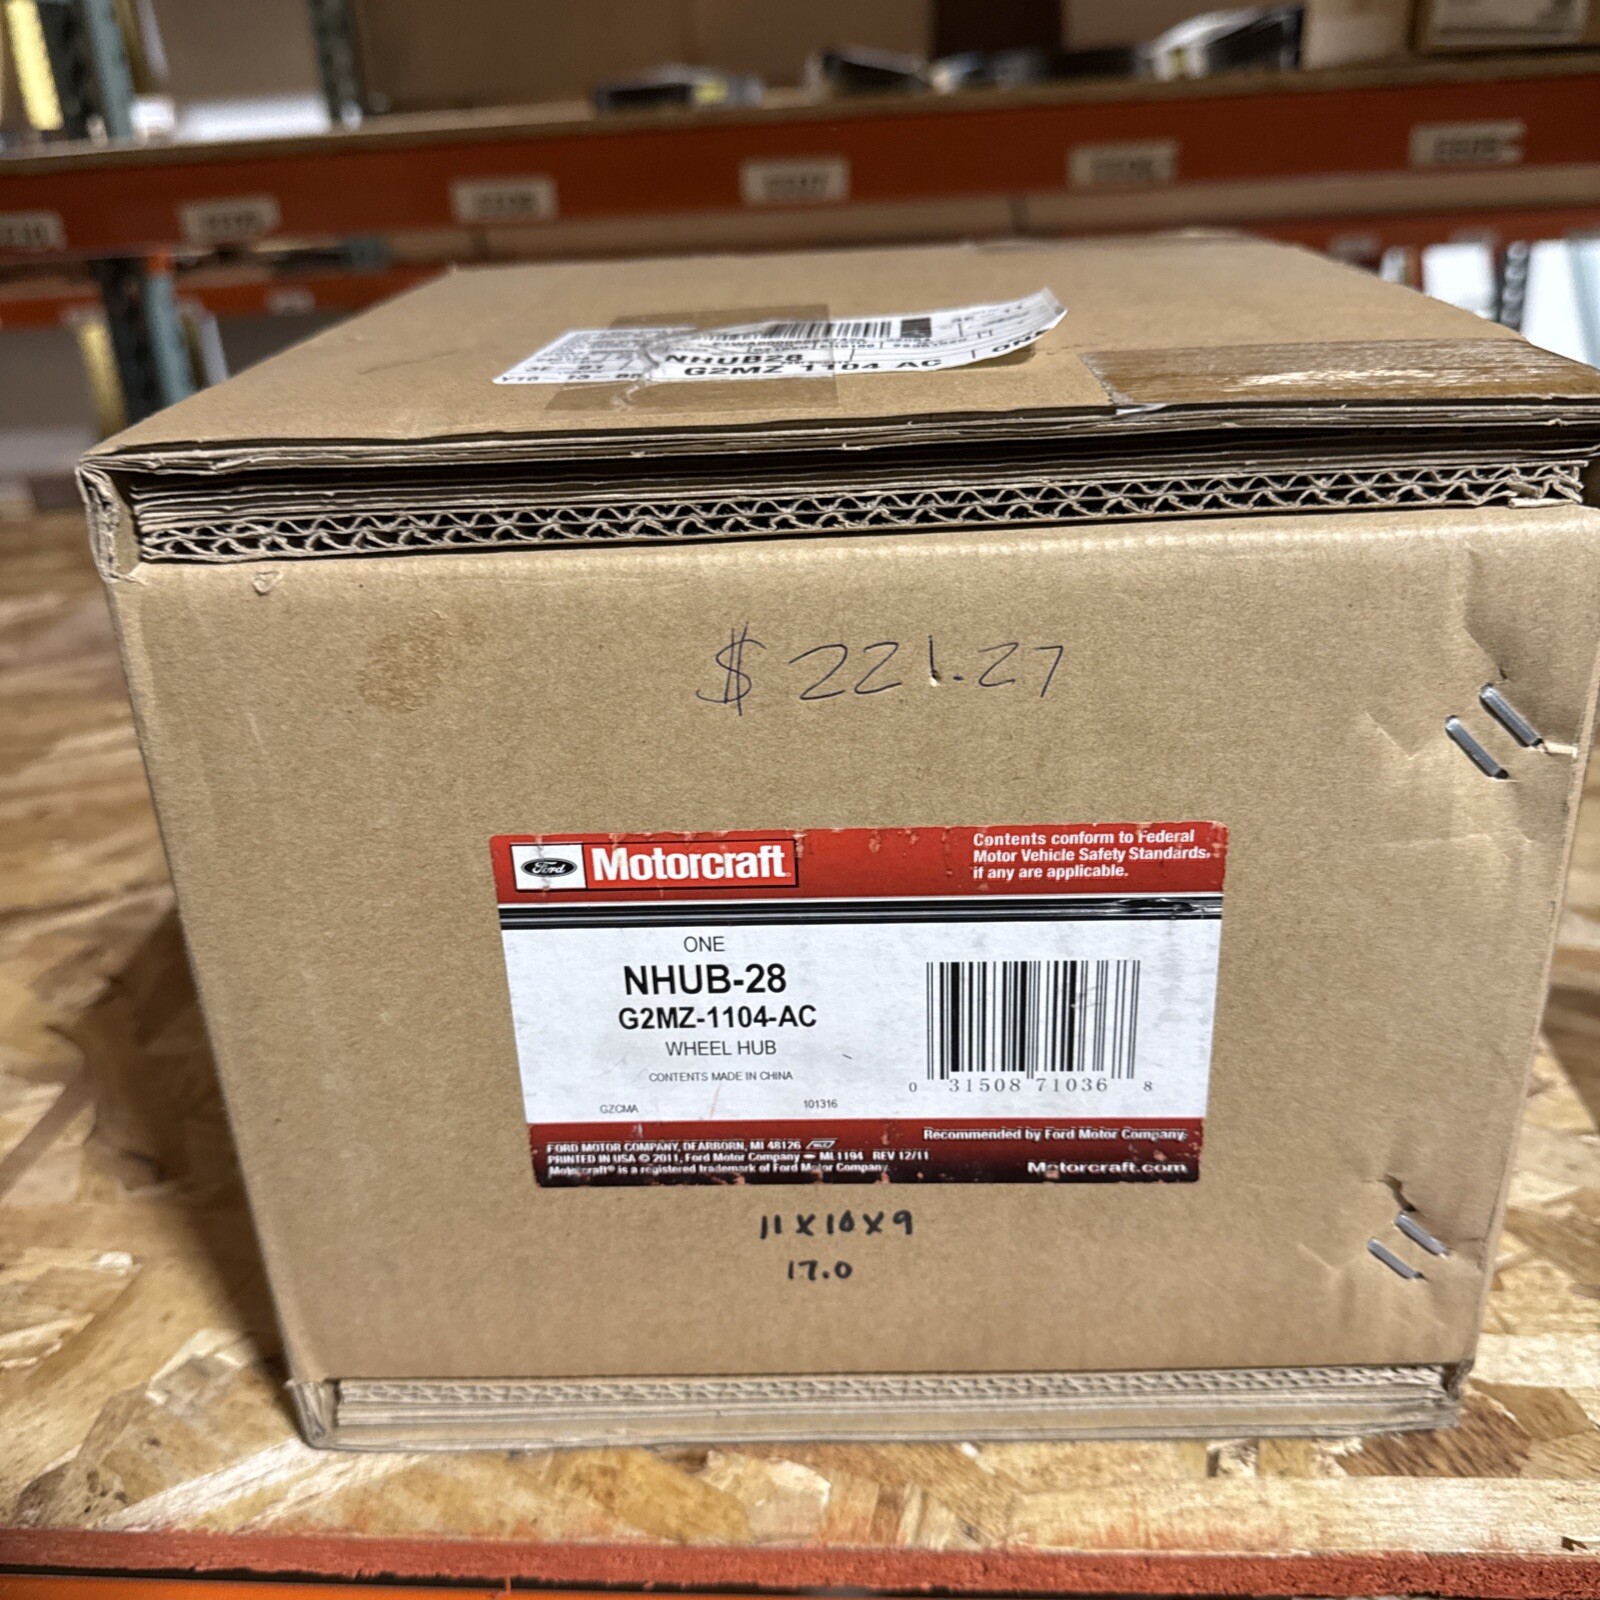 NHUB28
G2MZ 1104 AC
$221.27
Ford
Motorcraft
Contents conform to Federal
Motor Vehicle Safety Standards,
if any are applicable.
ONE
NHUB-28
G2MZ-1104-AC
WHEEL HUB
CONTENTS MADE IN CHINA
GZCMA 101316
0 31508 71036 8
FORD MOTOR COMPANY, DEARBORN, MI 48126
PRINTED IN USA © 2011, Ford Motor Company ML1194 REV 12/11
Motorcraft® is a registered trademark of Ford Motor Company
Recommended by Ford Motor Company.
Motorcraft.com
11 X 10 X 9
17.0